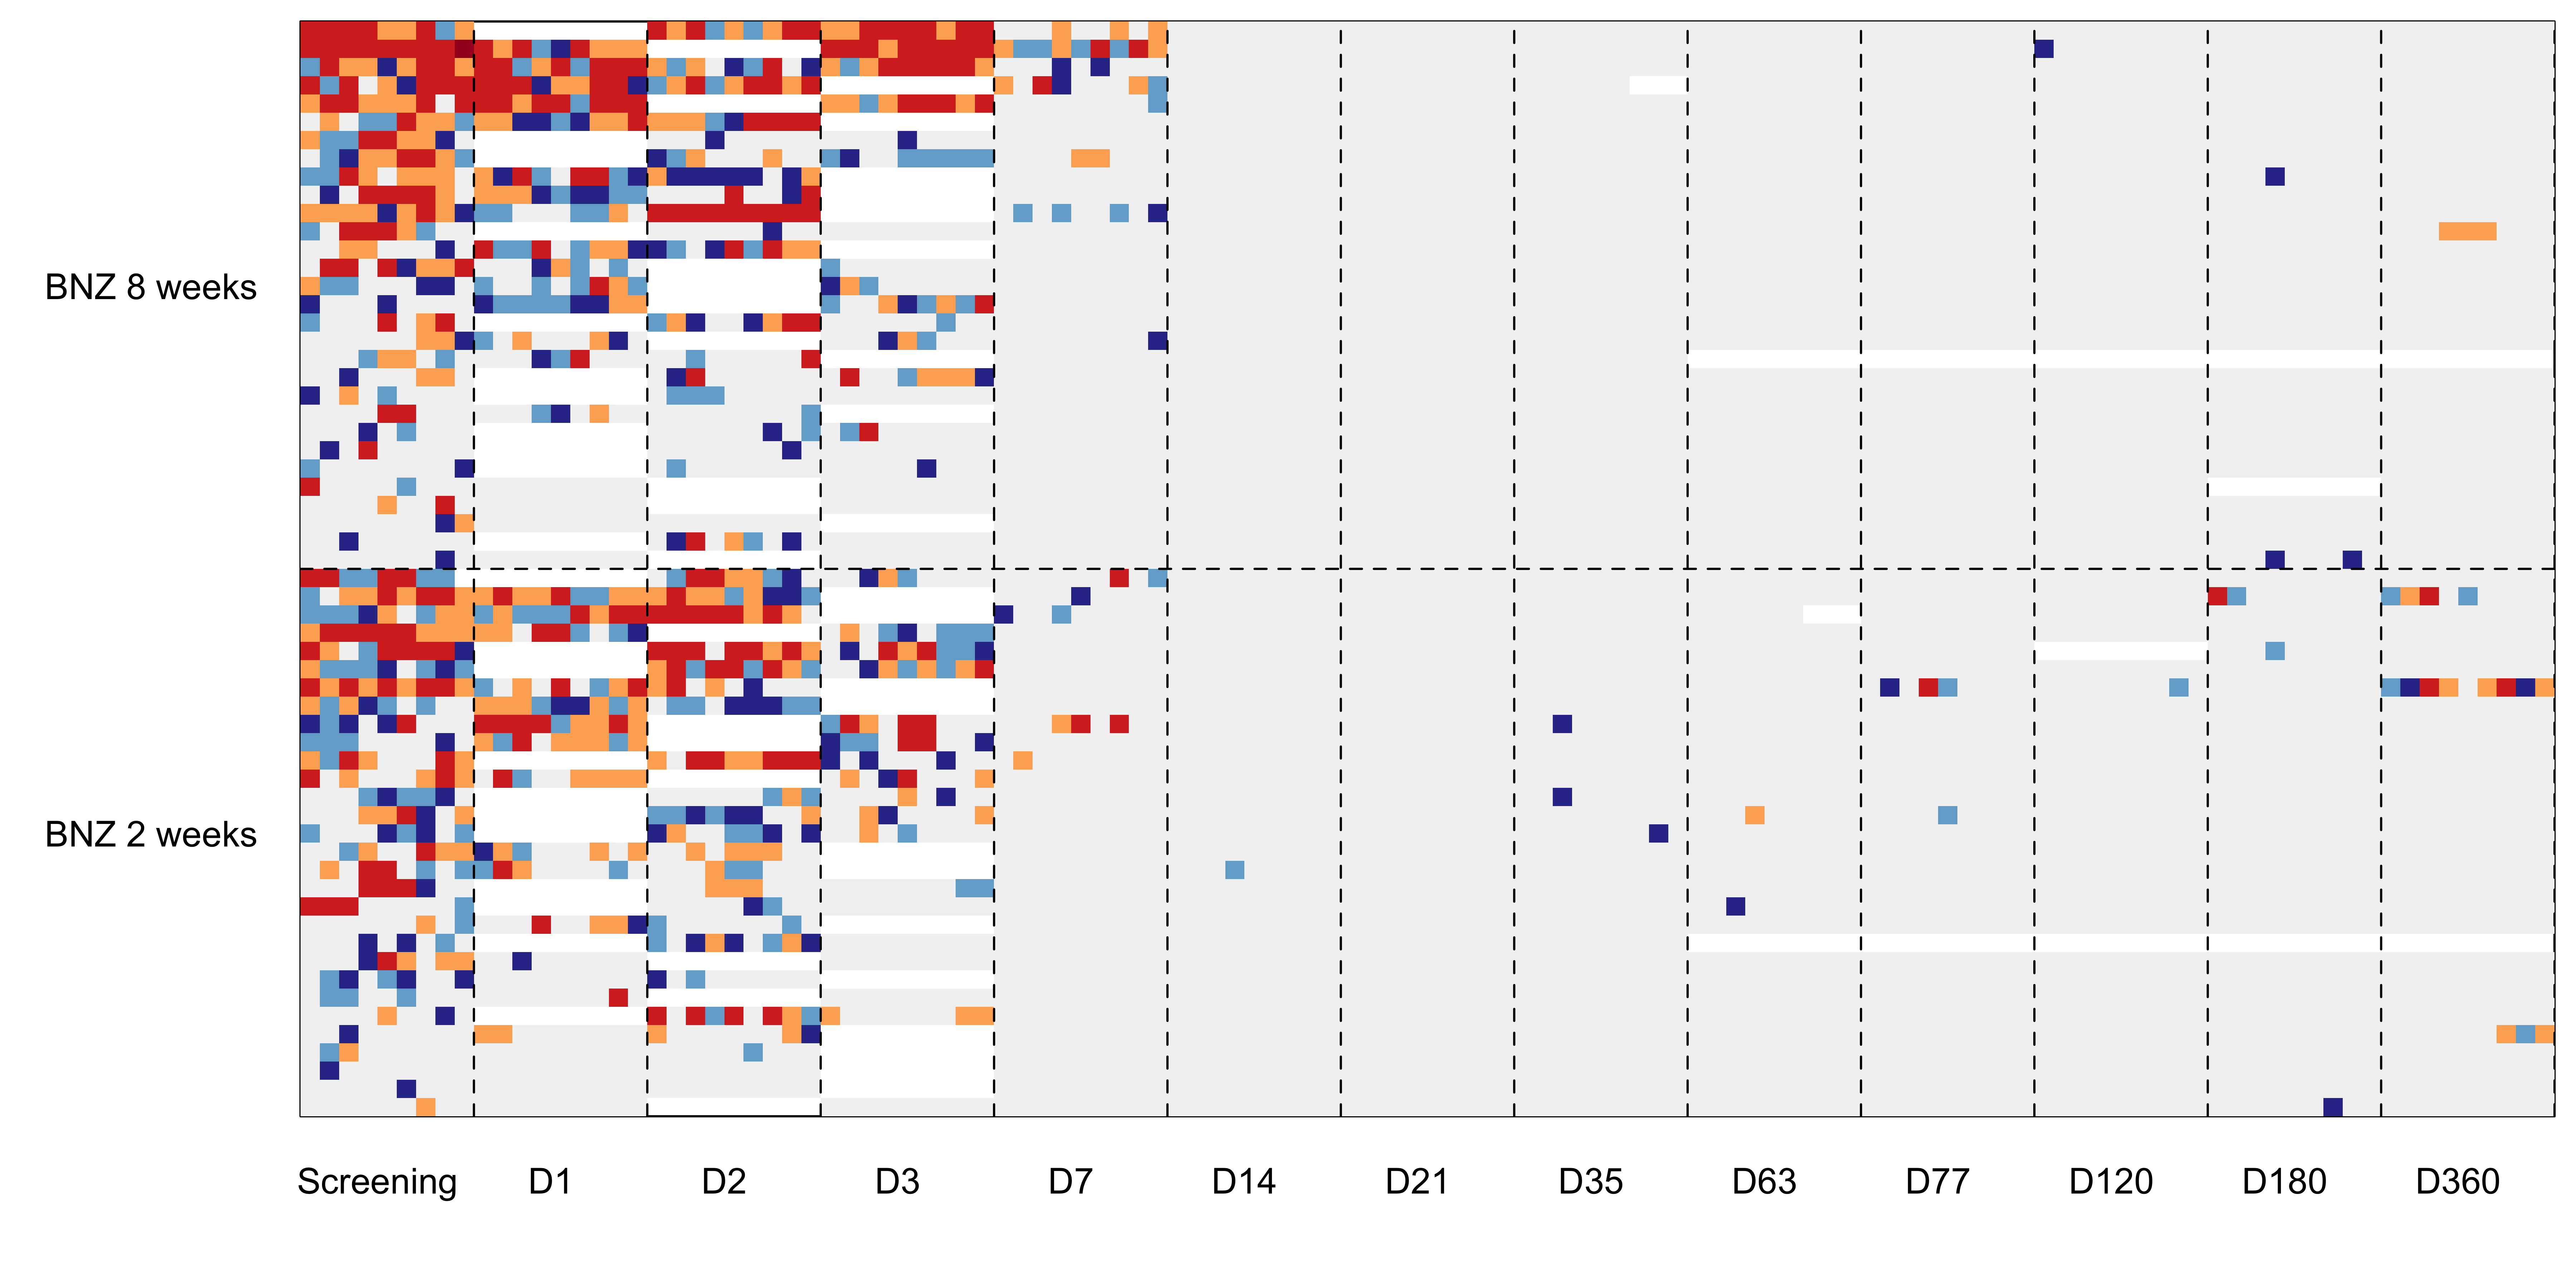 BNZ 8 weeks
BNZ 2 weeks
Screening D1 D2 D3 D7 D14 D21 D35 D63 D77 D120 D180 D360